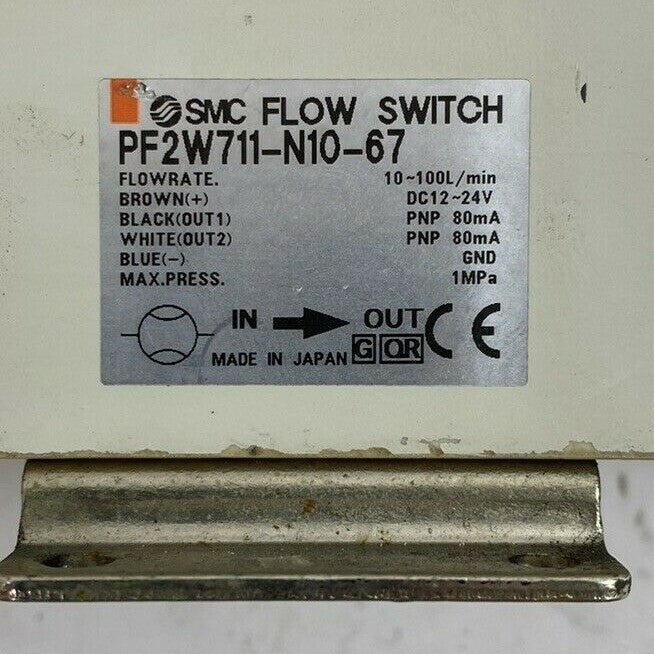 SMC FLOW SWITCH
PF2W711-N10-67
FLOWRATE. 10~100L/min
BROWN(+) DC12~24V
BLACK(OUT1) PNP 80mA
WHITE(OUT2) PNP 80mA
BLUE(-) GND
MAX.PRESS. 1MPa
IN OUT
MADE IN JAPAN G QR CE